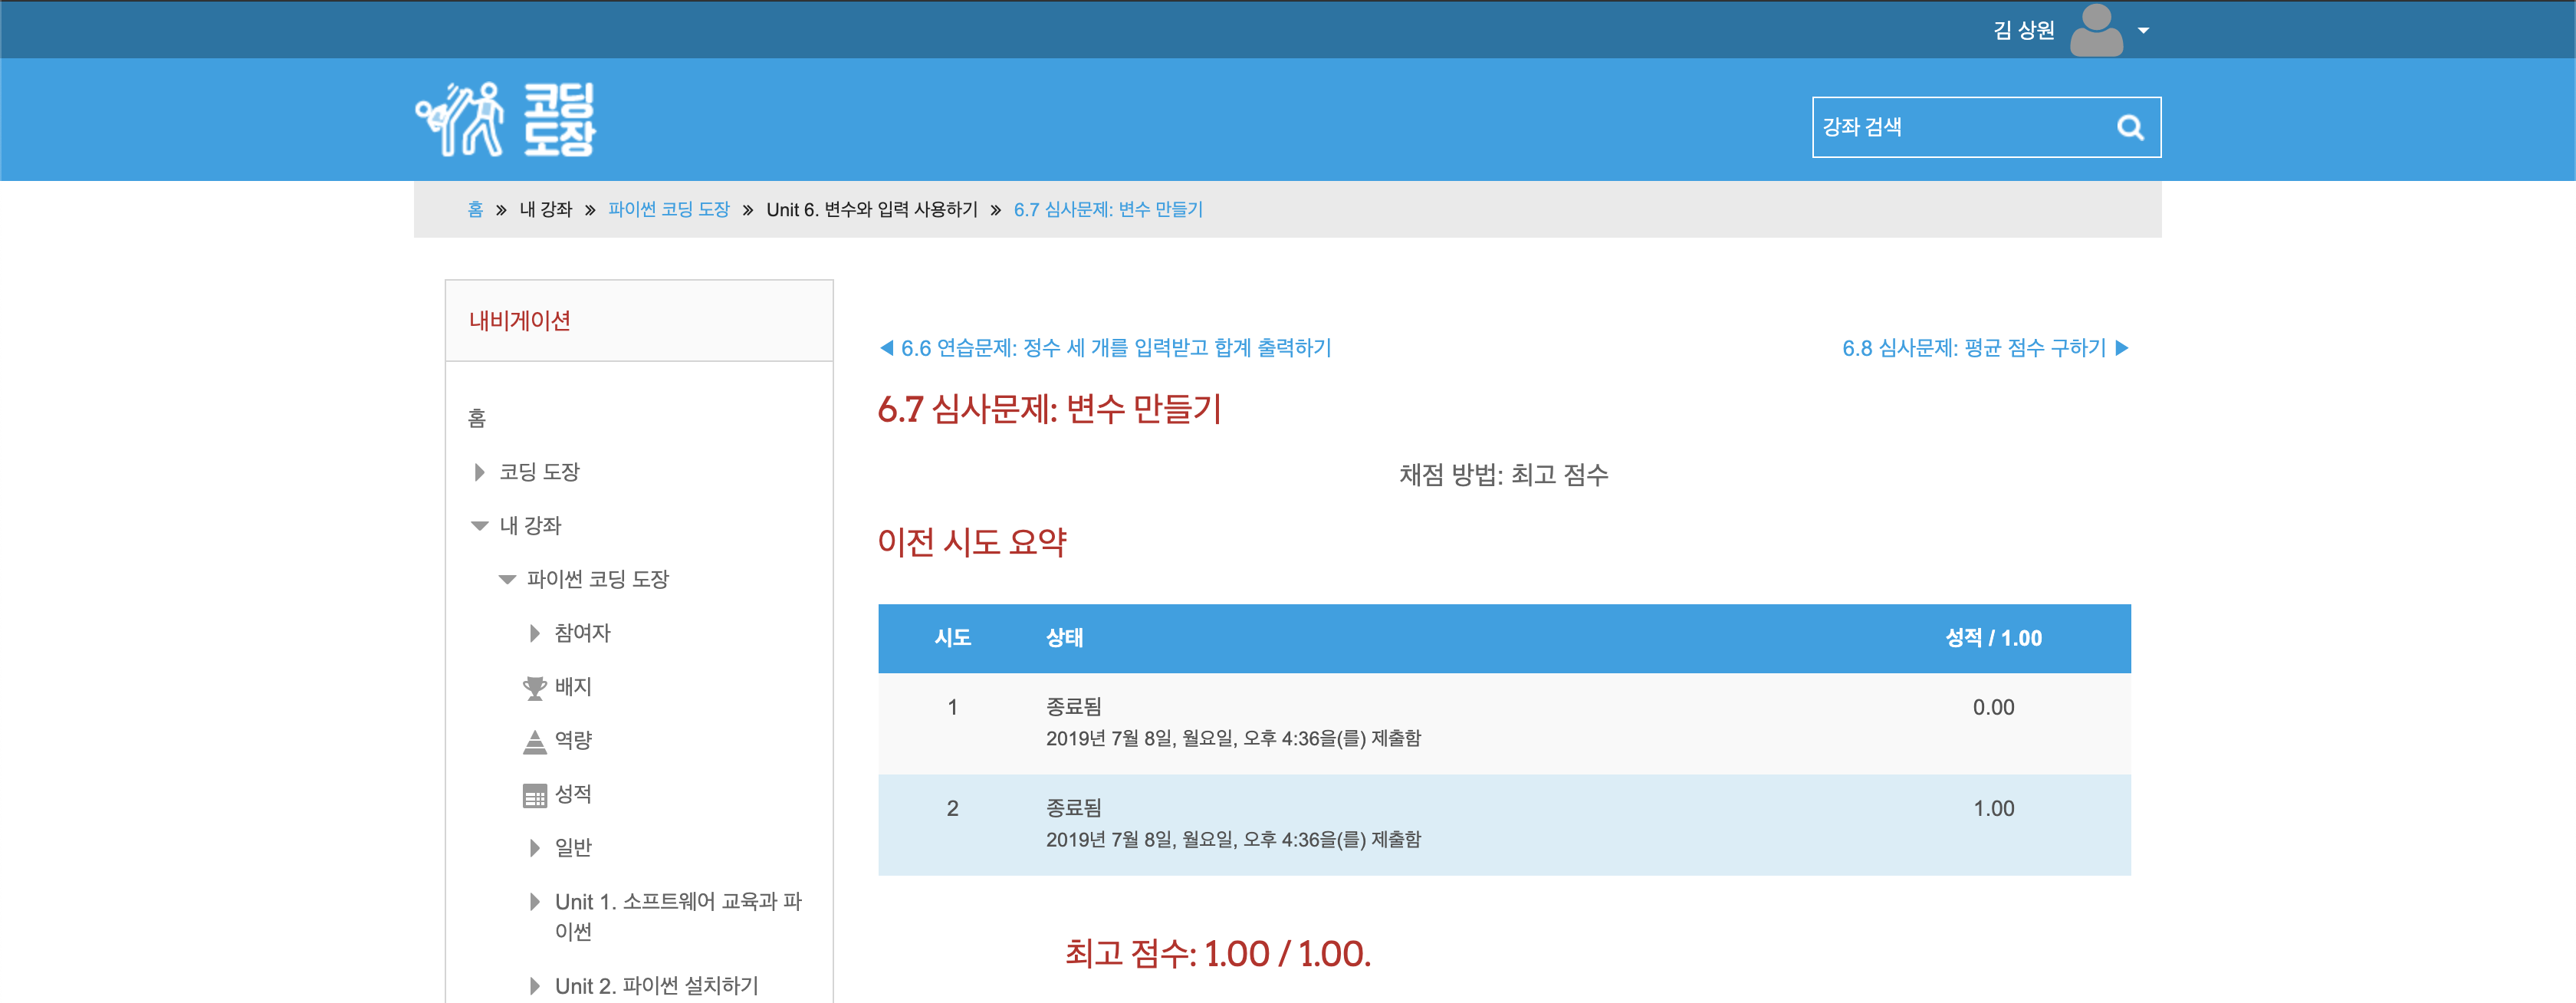 김 상원
코딩
도장
강좌 검색
홈 » 내 강좌 » 파이썬 코딩 도장 » Unit 6. 변수와 입력 사용하기 » 6.7 심사문제: 변수 만들기
내비게이션
홈
코딩 도장
내 강좌
파이썬 코딩 도장
참여자
배지
역량
성적
일반
Unit 1. 소프트웨어 교육과 파
이썬
Unit 2. 파이썬 설치하기
◀ 6.6 연습문제: 정수 세 개를 입력받고 합계 출력하기
6.8 심사문제: 평균 점수 구하기 ▶
6.7 심사문제: 변수 만들기
채점 방법: 최고 점수
이전 시도 요약
시도 상태 성적 / 1.00
1 종료됨 0.00
2019년 7월 8일, 월요일, 오후 4:36을(를) 제출함
2 종료됨 1.00
2019년 7월 8일, 월요일, 오후 4:36을(를) 제출함
최고 점수: 1.00 / 1.00.